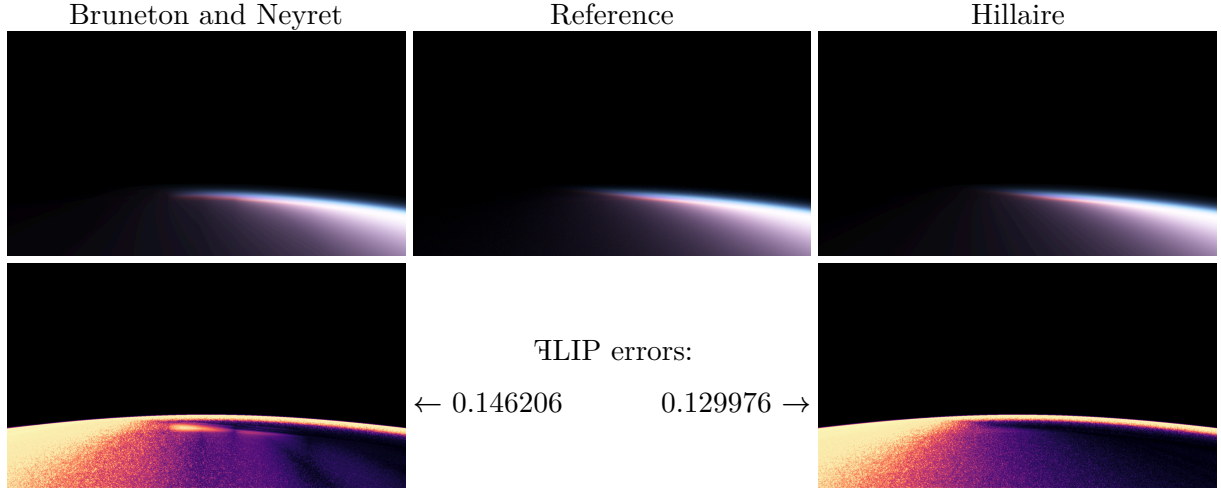 Bruneton and Neyret
Reference
Hillaire
ꟻLIP errors:
← 0.146206
0.129976 →